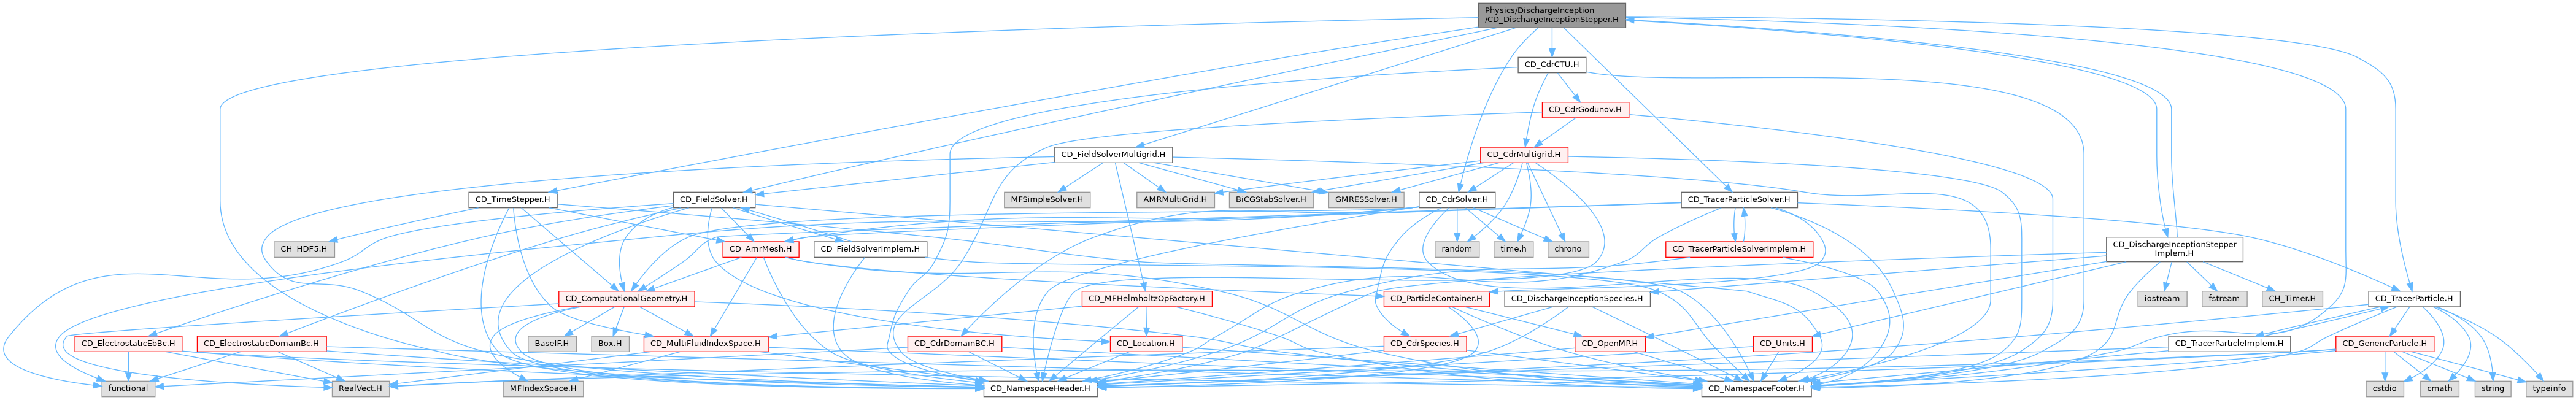 Physics/DischargeInception
/CD_DischargeInceptionStepper.H
CD_CdrCTU.H
CD_CdrGodunov.H
CD_FieldSolverMultigrid.H
CD_CdrMultigrid.H
CD_TimeStepper.H
CD_FieldSolver.H
MFSimpleSolver.H
AMRMultiGrid.H
BiCGStabSolver.H
GMRESSolver.H
CD_CdrSolver.H
CD_TracerParticleSolver.H
CH_HDF5.H
CD_AmrMesh.H
CD_FieldSolverImplem.H
random
time.h
chrono
CD_TracerParticleSolverImplem.H
CD_DischargeInceptionStepper
Implem.H
CD_ComputationalGeometry.H
CD_MFHelmholtzOpFactory.H
CD_ParticleContainer.H
CD_DischargeInceptionSpecies.H
iostream
fstream
CH_Timer.H
CD_TracerParticle.H
CD_ElectrostaticEbBc.H
CD_ElectrostaticDomainBc.H
BaseIF.H
Box.H
CD_MultiFluidIndexSpace.H
CD_CdrDomainBC.H
CD_Location.H
CD_CdrSpecies.H
CD_OpenMP.H
CD_Units.H
CD_TracerParticleImplem.H
CD_GenericParticle.H
functional
RealVect.H
MFIndexSpace.H
CD_NamespaceHeader.H
CD_NamespaceFooter.H
cstdio
cmath
string
typeinfo